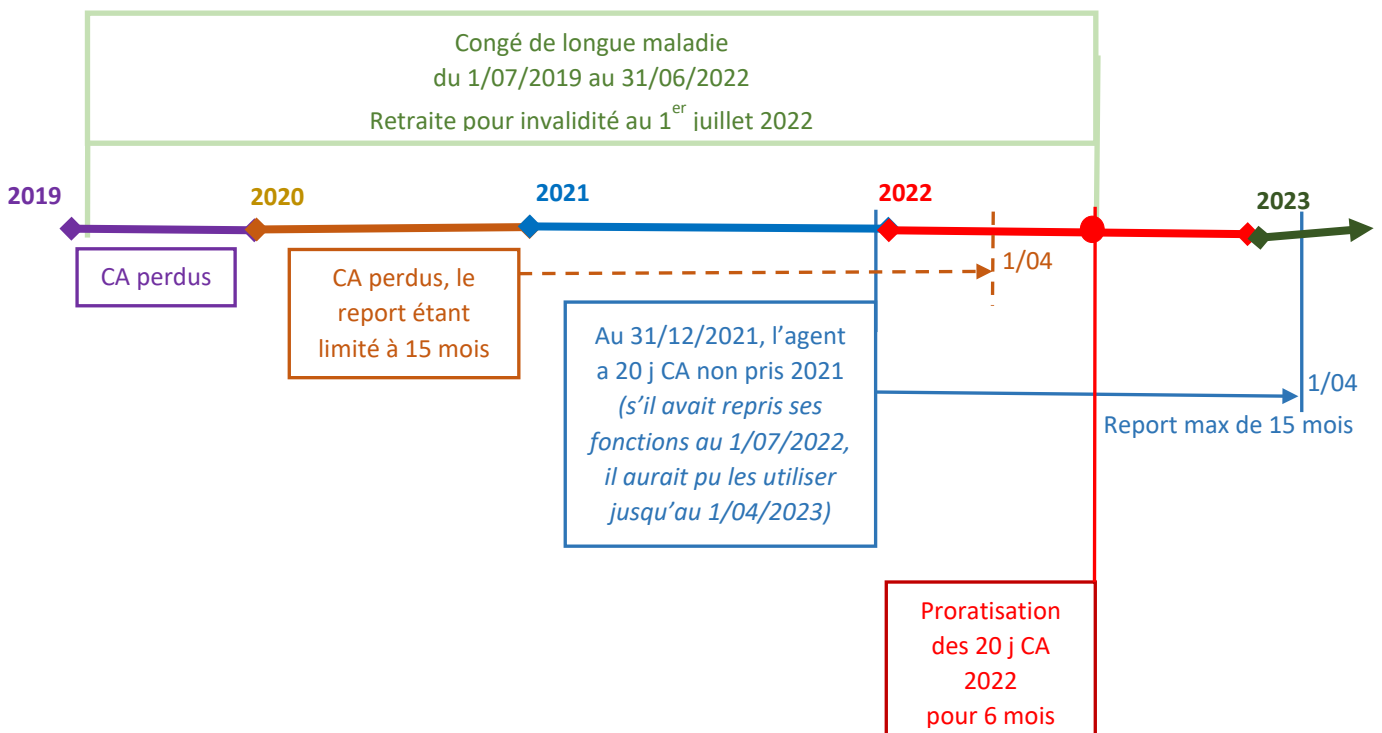 Congé de longue maladie
du 1/07/2019 au 31/06/2022
Retraite pour invalidité au 1er juillet 2022
2019
2020
2021
2022
2023
CA perdus
CA perdus, le
report étant
limité à 15 mois
1/04
Au 31/12/2021, l’agent
a 20 j CA non pris 2021
(s’il avait repris ses
fonctions au 1/07/2022,
il aurait pu les utiliser
jusqu’au 1/04/2023)
1/04
Report max de 15 mois
Proratisation
des 20 j CA
2022
pour 6 mois